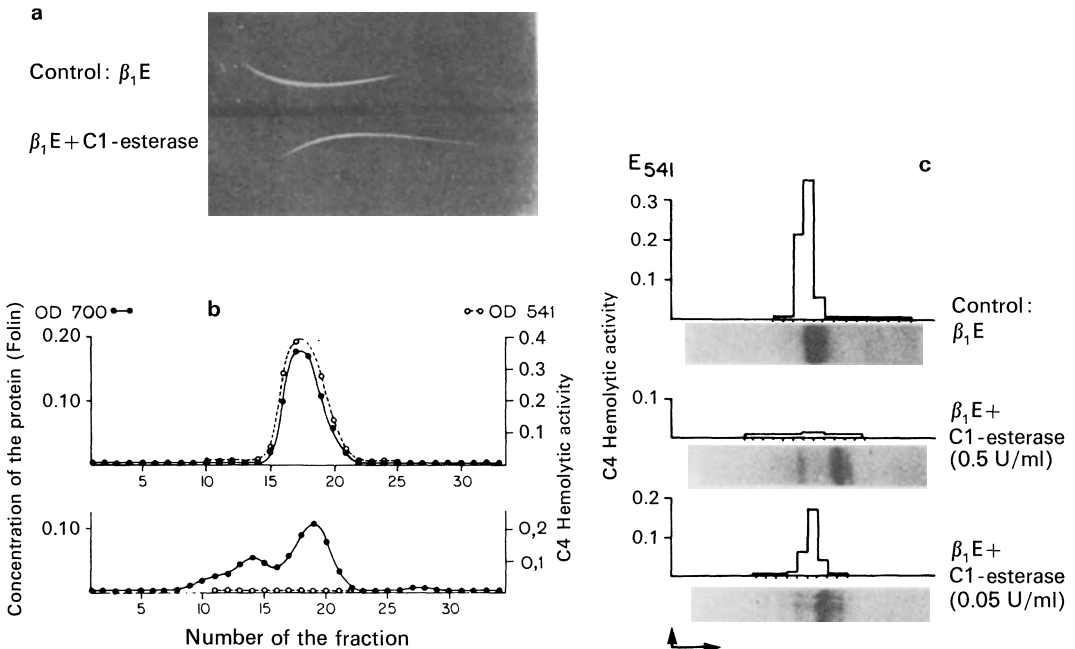 a
Control: β₁E
β₁E+C1-esterase
b
OD 700
OD 541
Concentration of the protein (Folin)
0.20
0.10
0.4
0.3
0.2
0.1
5 10 15 20 25 30
0.10
0,2
0,1
C4 Hemolytic activity
5 10 15 20 25 30
Number of the fraction
c
E541
0.3
0.2
0.1
C4 Hemolytic activity
Control:
β₁E
0.1
β₁E+
C1-esterase
(0.5 U/ml)
0.2
0.1
β₁E+
C1-esterase
(0.05 U/ml)